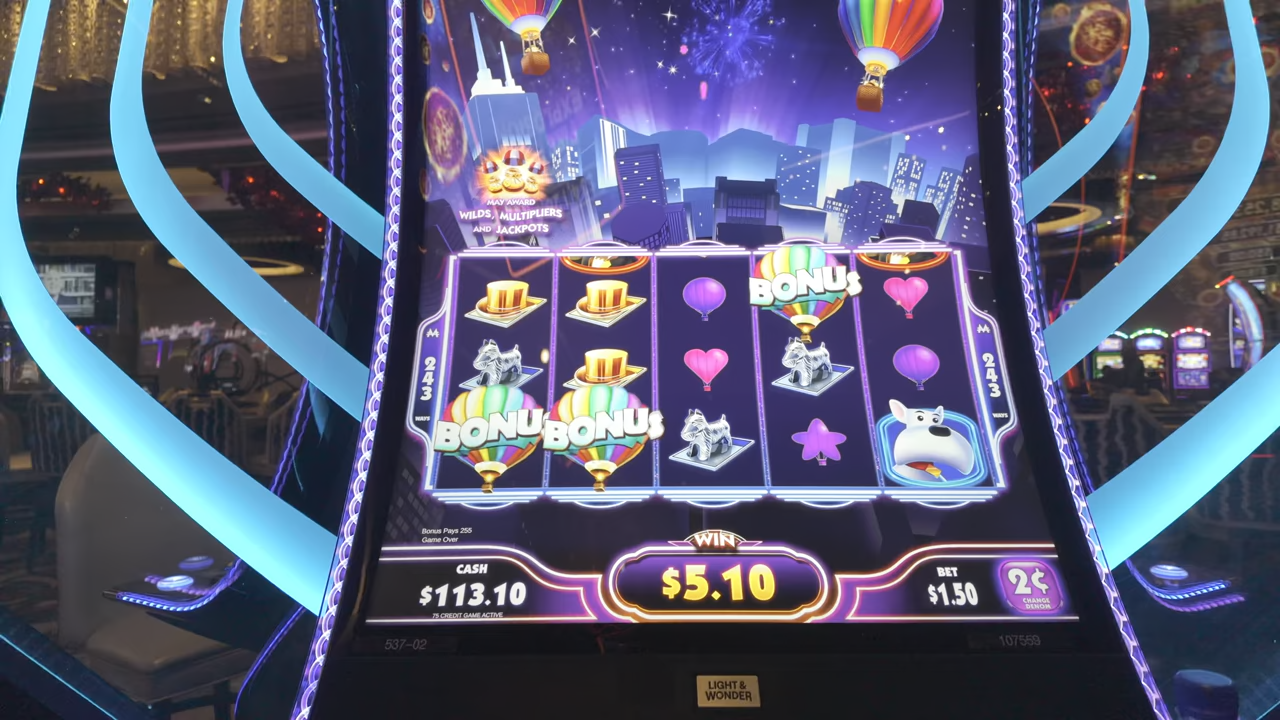 MAY AWARD
WILDS, MULTIPLIERS
AND JACKPOTS
BONUS
243
WAYS
243
WAYS
BONUS
BONUS
Bonus Pays 255
Game Over
WIN
CASH
$113.10
75 CREDIT GAME ACTIVE
$5.10
BET
$1.50
2¢
CHANGE
DENOM
537-02
107559
LIGHT &
WONDER